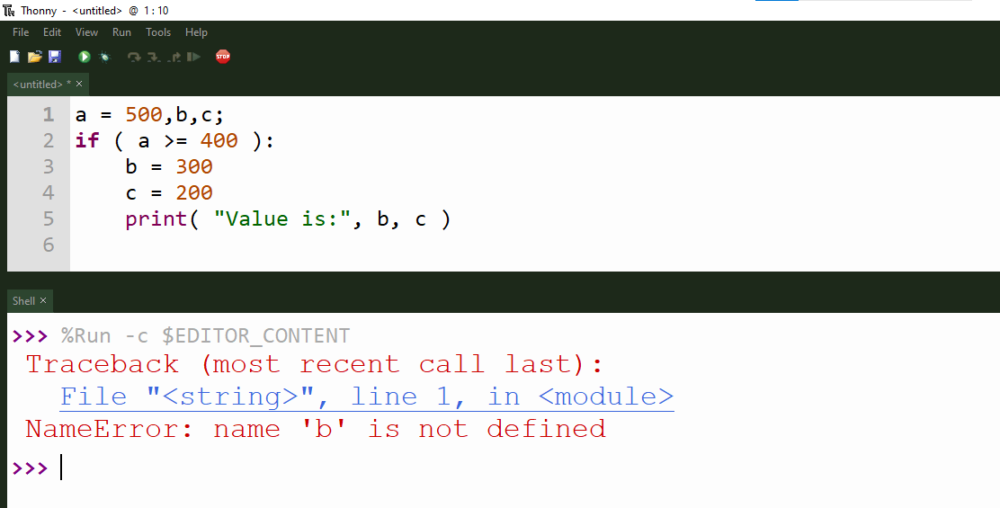 Thonny - <untitled> @ 1:10
File Edit View Run Tools Help
STOP
<untitled> * ×
1 a = 500,b,c;
2 if ( a >= 400 ):
3     b = 300
4     c = 200
5     print( "Value is:", b, c )
6
Shell ×
>>> %Run -c $EDITOR_CONTENT
Traceback (most recent call last):
  File "<string>", line 1, in <module>
NameError: name 'b' is not defined
>>>